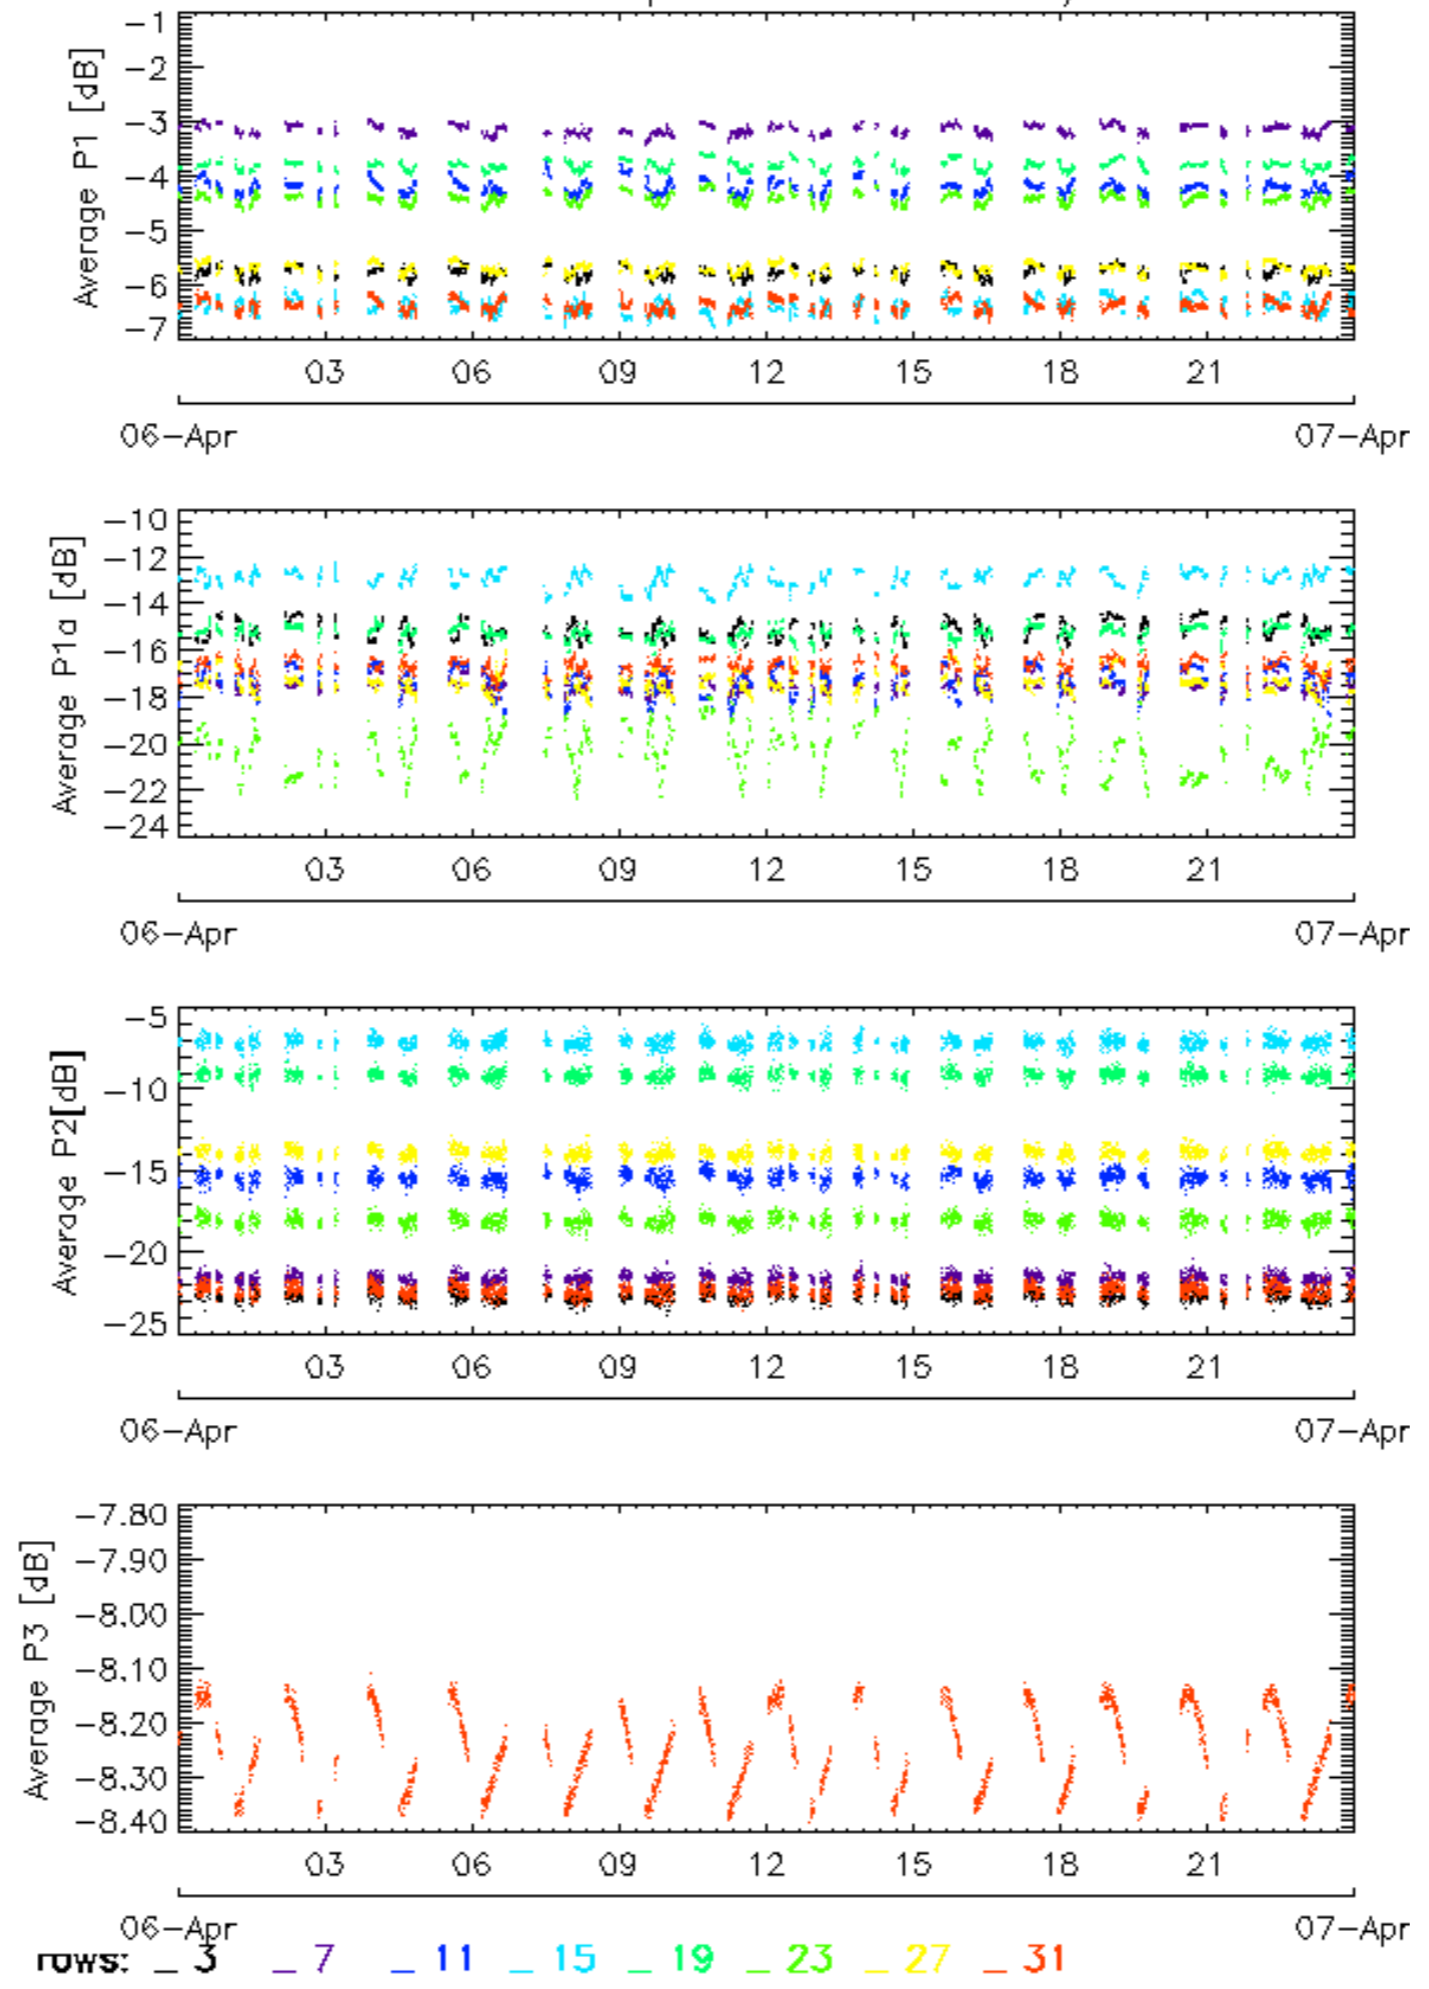 Average P1 [dB]
-1
-2
-3
-4
-5
-6
-7
03 06 09 12 15 18 21
06-Apr 07-Apr
Average P1a [dB]
-10
-12
-14
-16
-18
-20
-22
-24
03 06 09 12 15 18 21
06-Apr 07-Apr
Average P2[dB]
-5
-10
-15
-20
-25
03 06 09 12 15 18 21
06-Apr 07-Apr
Average P3 [dB]
-7.80
-7.90
-8.00
-8.10
-8.20
-8.30
-8.40
03 06 09 12 15 18 21
06-Apr 07-Apr
rows: _ 3 _ 7 _ 11 _ 15 _ 19 _ 23 _ 27 _ 31